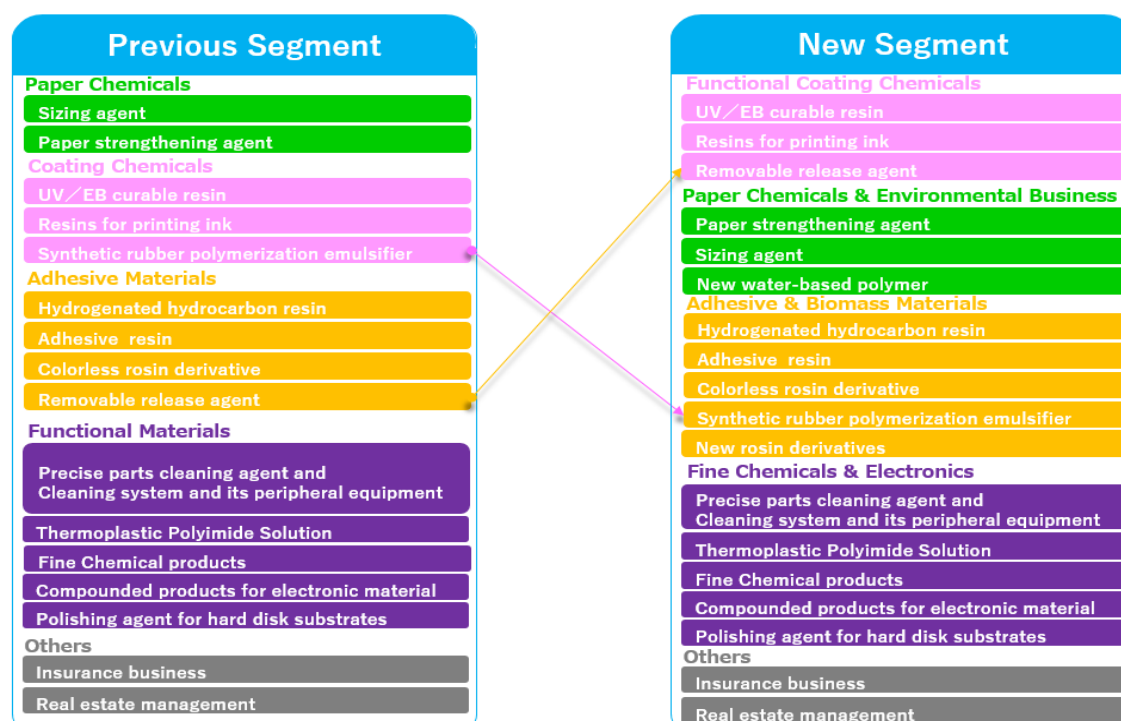 Previous Segment
Paper Chemicals
Sizing agent
Paper strengthening agent
Coating Chemicals
UV／EB curable resin
Resins for printing ink
Synthetic rubber polymerization emulsifier
Adhesive Materials
Hydrogenated hydrocarbon resin
Adhesive resin
Colorless rosin derivative
Removable release agent
Functional Materials
Precise parts cleaning agent and
Cleaning system and its peripheral equipment
Thermoplastic Polyimide Solution
Fine Chemical products
Compounded products for electronic material
Polishing agent for hard disk substrates
Others
Insurance business
Real estate management
New Segment
Functional Coating Chemicals
UV／EB curable resin
Resins for printing ink
Removable release agent
Paper Chemicals & Environmental Business
Paper strengthening agent
Sizing agent
New water-based polymer
Adhesive & Biomass Materials
Hydrogenated hydrocarbon resin
Adhesive resin
Colorless rosin derivative
Synthetic rubber polymerization emulsifier
New rosin derivatives
Fine Chemicals & Electronics
Precise parts cleaning agent and
Cleaning system and its peripheral equipment
Thermoplastic Polyimide Solution
Fine Chemical products
Compounded products for electronic material
Polishing agent for hard disk substrates
Others
Insurance business
Real estate management